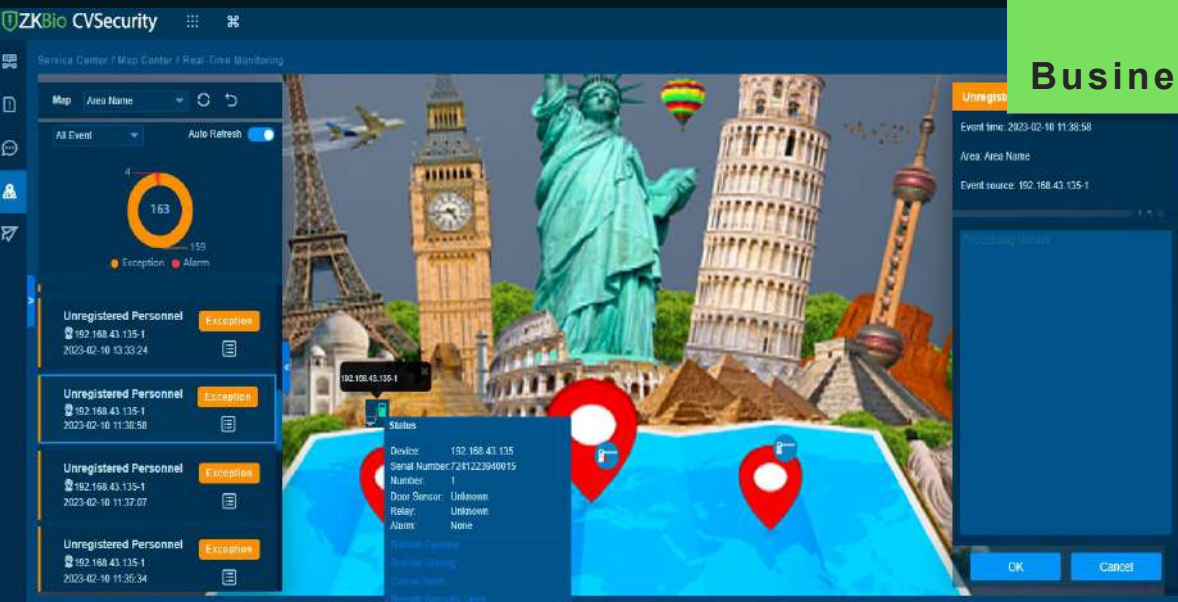 ZKBio CVSecurity
Busine
Service Center / Map Center / Real-Time Monitoring
Map Area Name
All Event Auto Refresh
4
163
159
Exception Alarm
Unregistered Personnel
Exception
192.168.43.135-1
2023-02-10 13:33:24
Unregistered Personnel
Exception
192.168.43.135-1
2023-02-10 11:38:58
Unregistered Personnel
Exception
192.168.43.135-1
2023-02-10 11:37:07
Unregistered Personnel
Exception
192.168.43.135-1
2023-02-10 11:35:34
192.168.43.135-1
Status
Device: 192.168.43.135
Serial Number:7241223940015
Number: 1
Door Sensor: Unknown
Relay: Unknown
Alarm: None
Remote Opening
Remote Closing
Unregist
Event time: 2023-02-10 11:38:58
Area: Area Name
Event source: 192.168.43.135-1
OK Cancel